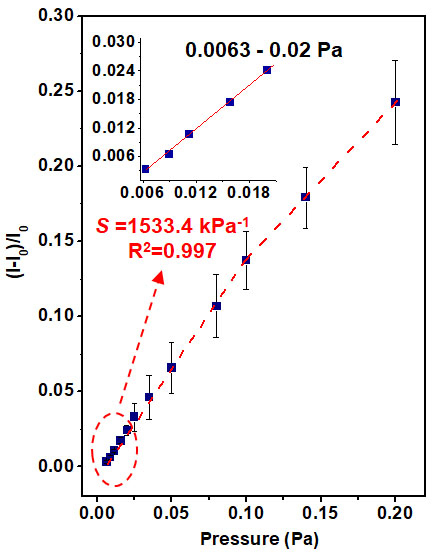 0.30
0.25
0.20
0.15
0.10
0.05
0.00
(I-I0)/I0
0.030
0.024
0.018
0.012
0.006
0.0063 - 0.02 Pa
0.006 0.012 0.018
S =1533.4 kPa-1
R2=0.997
0.00 0.05 0.10 0.15 0.20
Pressure (Pa)